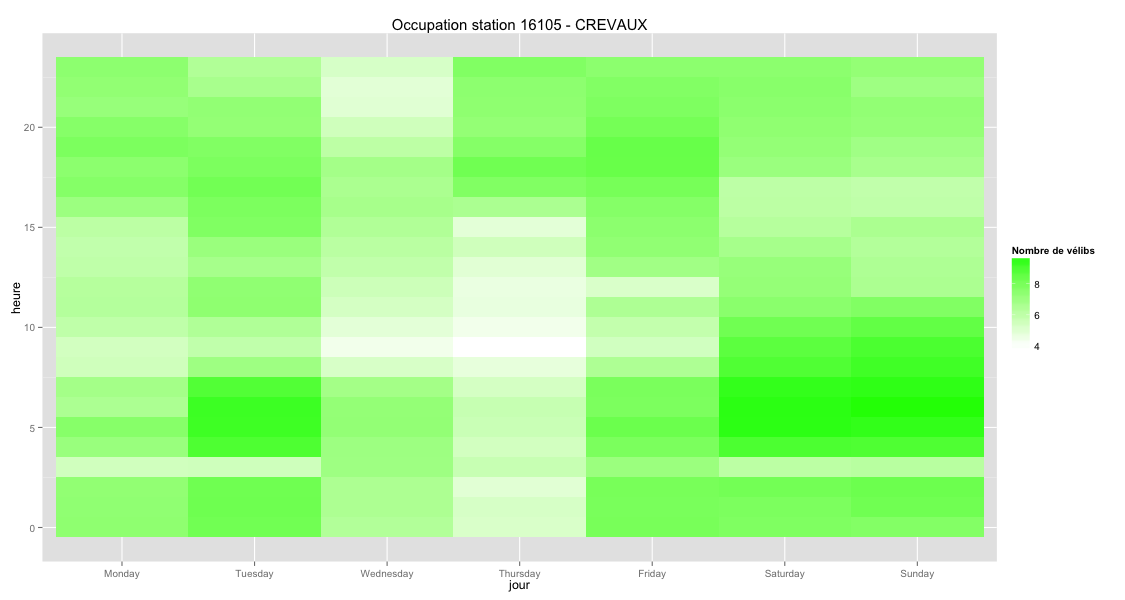 Occupation station 16105 - CREVAUX
20
15
10
5
0
heure
Monday Tuesday Wednesday Thursday Friday Saturday Sunday
jour
Nombre de vélibs
8
6
4